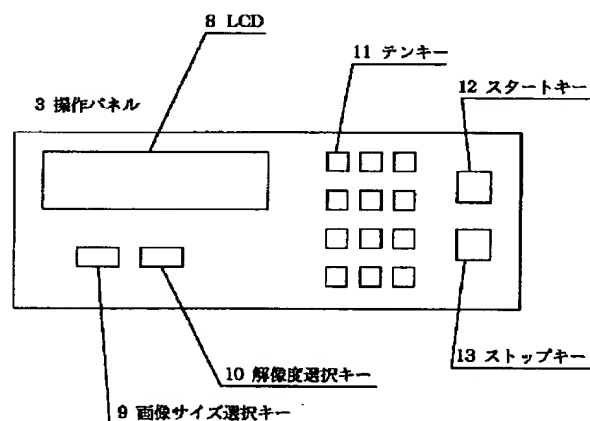 8 LCD
11 テンキー
12 スタートキー
3 操作パネル
10 解像度選択キー
13 ストップキー
9 画像サイズ選択キー